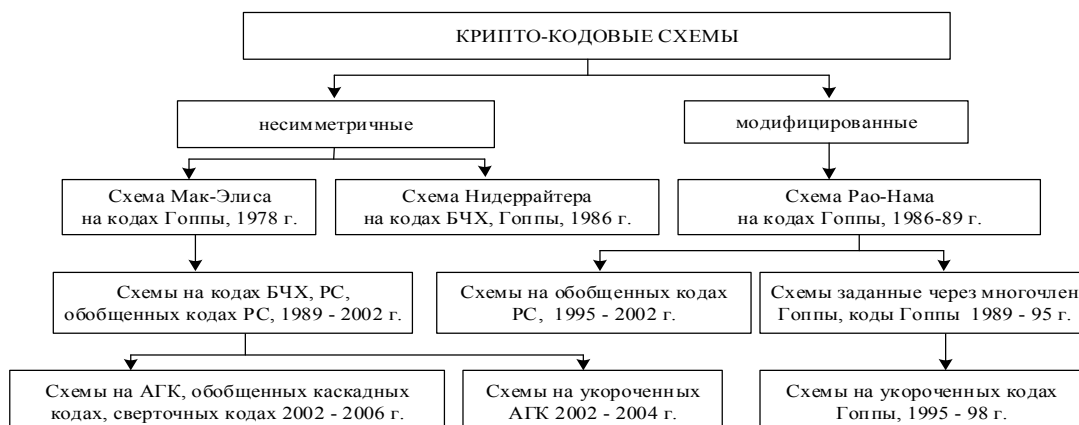 КРИПТО-КОДОВЫЕ СХЕМЫ
несимметричные
модифицированные
Схема Мак-Элиса
на кодах Гоппы, 1978 г.
Схема Нидеррайтера
на кодах БЧХ, Гоппы, 1986 г.
Схема Рао-Нама
на кодах Гоппы, 1986-89 г.
Схемы на кодах БЧХ, РС,
обобщенных кодах РС, 1989 - 2002 г.
Схемы на обобщенных кодах
РС, 1995 - 2002 г.
Схемы заданные через многочлен
Гоппы, коды Гоппы 1989 - 95 г.
Схемы на АГК, обобщенных каскадных
кодах, сверточных кодах 2002 - 2006 г.
Схемы на укороченных
АГК 2002 - 2004 г.
Схемы на укороченных кодах
Гоппы, 1995 - 98 г.